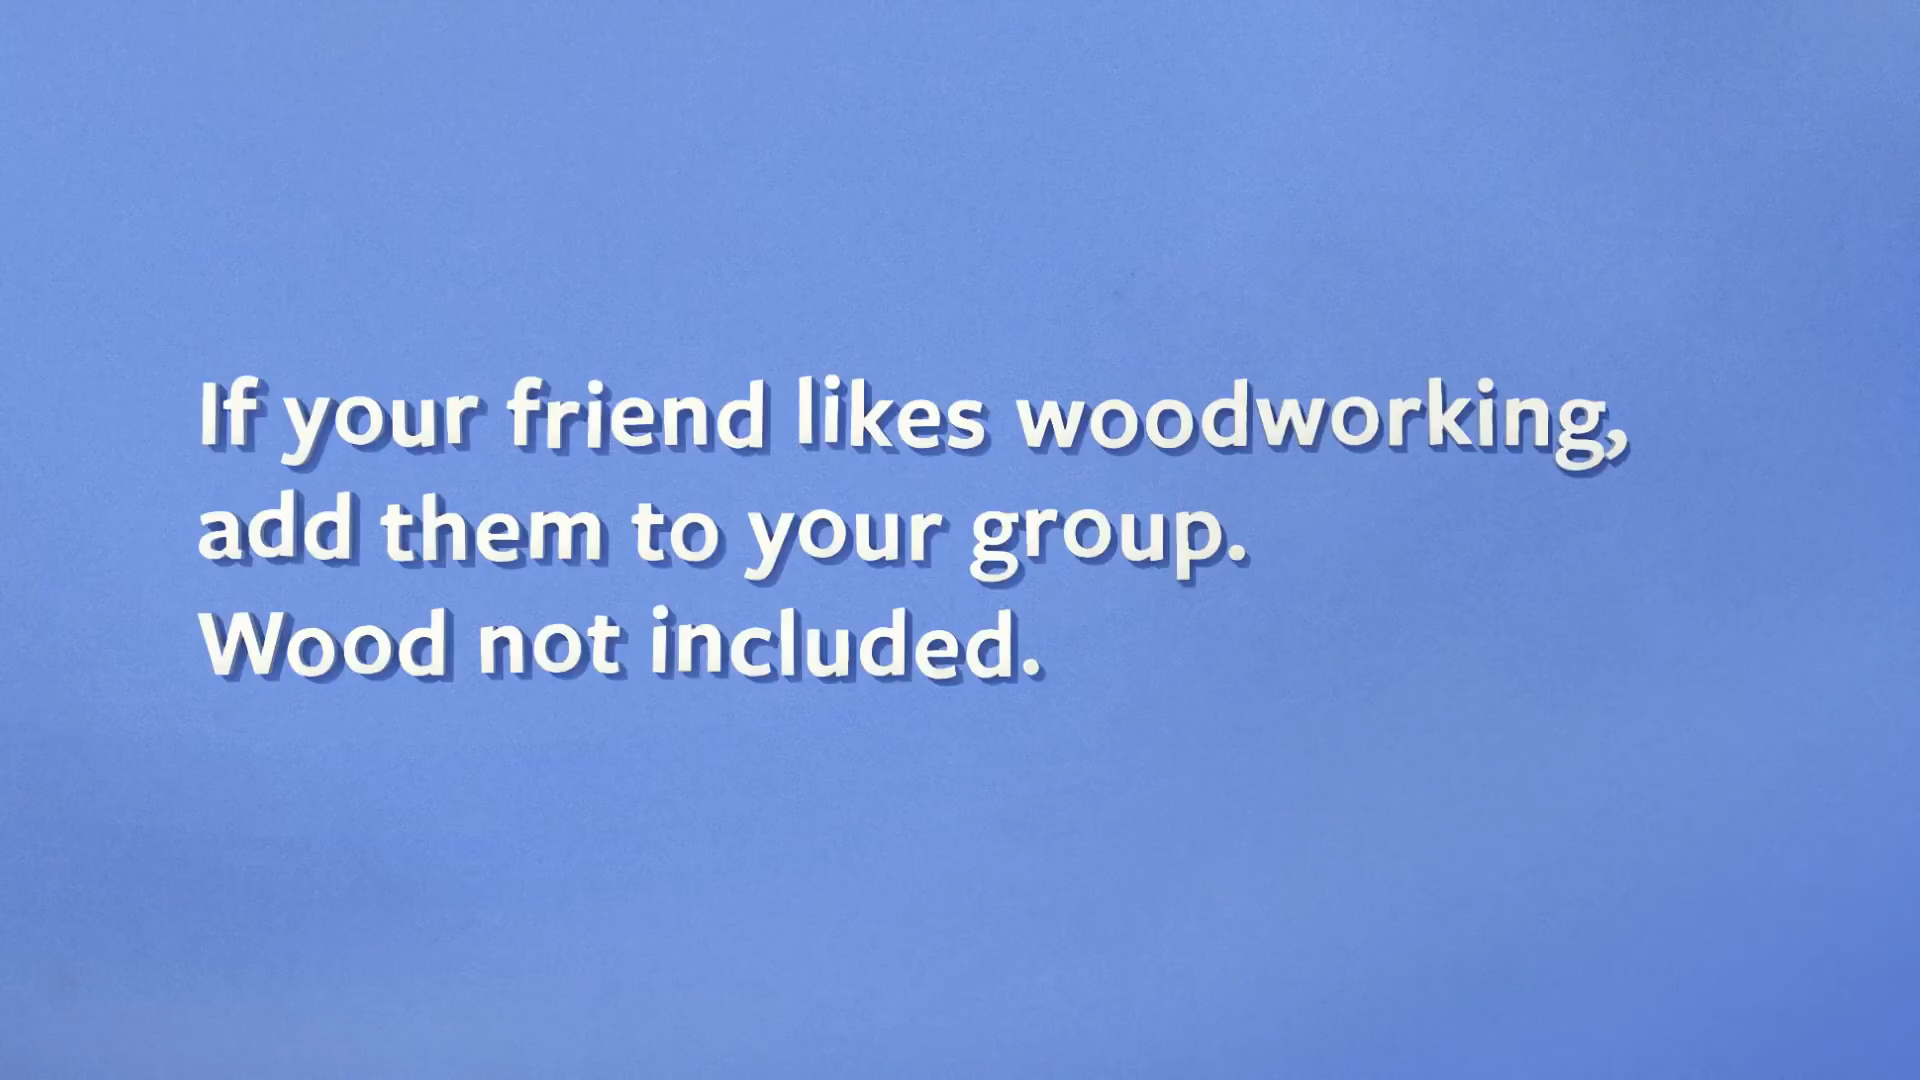 If your friend likes woodworking,
add them to your group.
Wood not included.